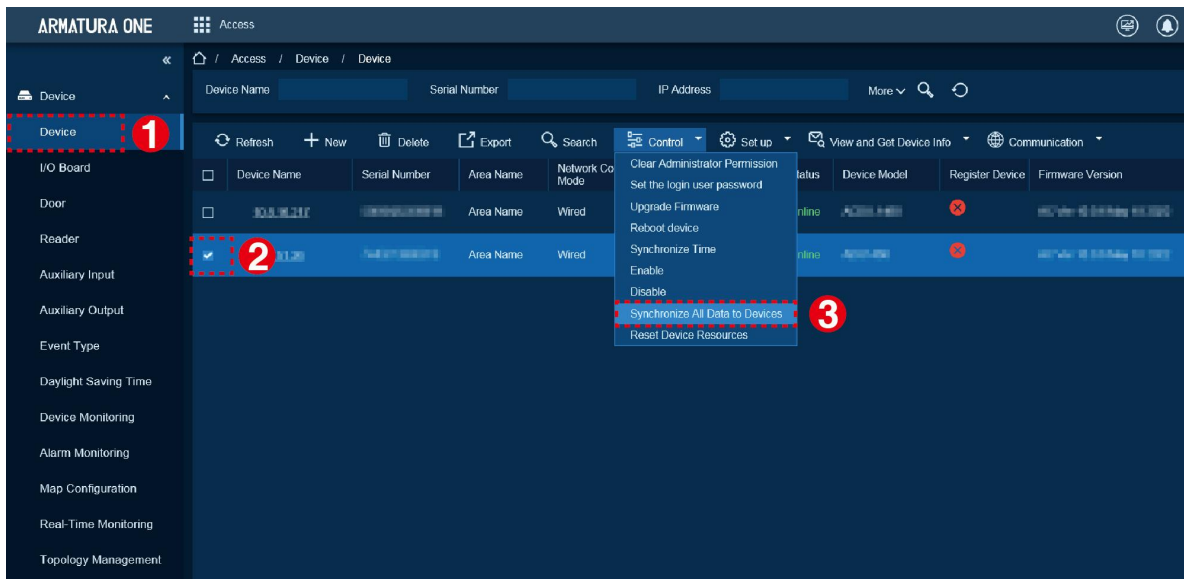 ARMATURA ONE
Access
/ Access / Device / Device
Device
Device Name
Serial Number
IP Address
More
Device
1
Refresh
New
Delete
Export
Search
Control
Set up
View and Get Device Info
Communication
I/O Board
Device Name
Serial Number
Area Name
Network Co
Mode
Clear Administrator Permission
Set the login user password
Upgrade Firmware
Reboot device
Synchronize Time
Enable
Disable
Synchronize All Data to Devices
3
Reset Device Resources
Device Model
Register Device
Firmware Version
Door
Area Name
Wired
nline
Reader
2
Area Name
Wired
nline
Auxiliary Input
Auxiliary Output
Event Type
Daylight Saving Time
Device Monitoring
Alarm Monitoring
Map Configuration
Real-Time Monitoring
Topology Management